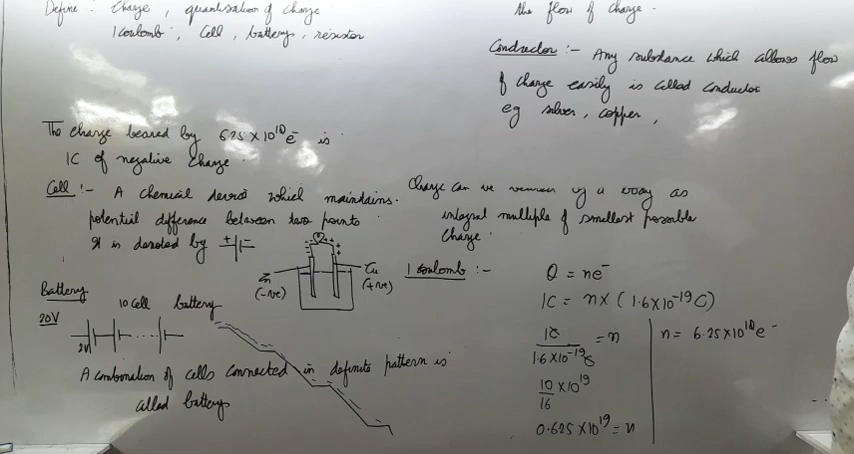 Define: Charge, quantisation of charge
1 Coulomb, Cell, battery, resistor
The charge beared by 625 X 10¹⁰ e⁻ is
1C of negative charge.
Cell :- A chemical device which maintains.
potential difference between two points
It is denoted by + -
Zn
(-ve)
Cu
(+ve)
Battery
10 Cell battery
20V
2V
A combination of cells connected in definite pattern is
called battery
the flow of charge.
Conductor :- Any substance which allows flow
of charge easily is called conductor
eg silver, copper,
Charge can be
integral multiple of smallest possible
charge.
1 coulomb :-
Q = ne⁻
1C = n X (1.6 X 10⁻¹⁹ C)
1C
1.6 X 10⁻¹⁹ C
= n
10
16
X 10¹⁹
0.625 X 10¹⁹ = n
n = 6.25 X 10¹⁸ e⁻